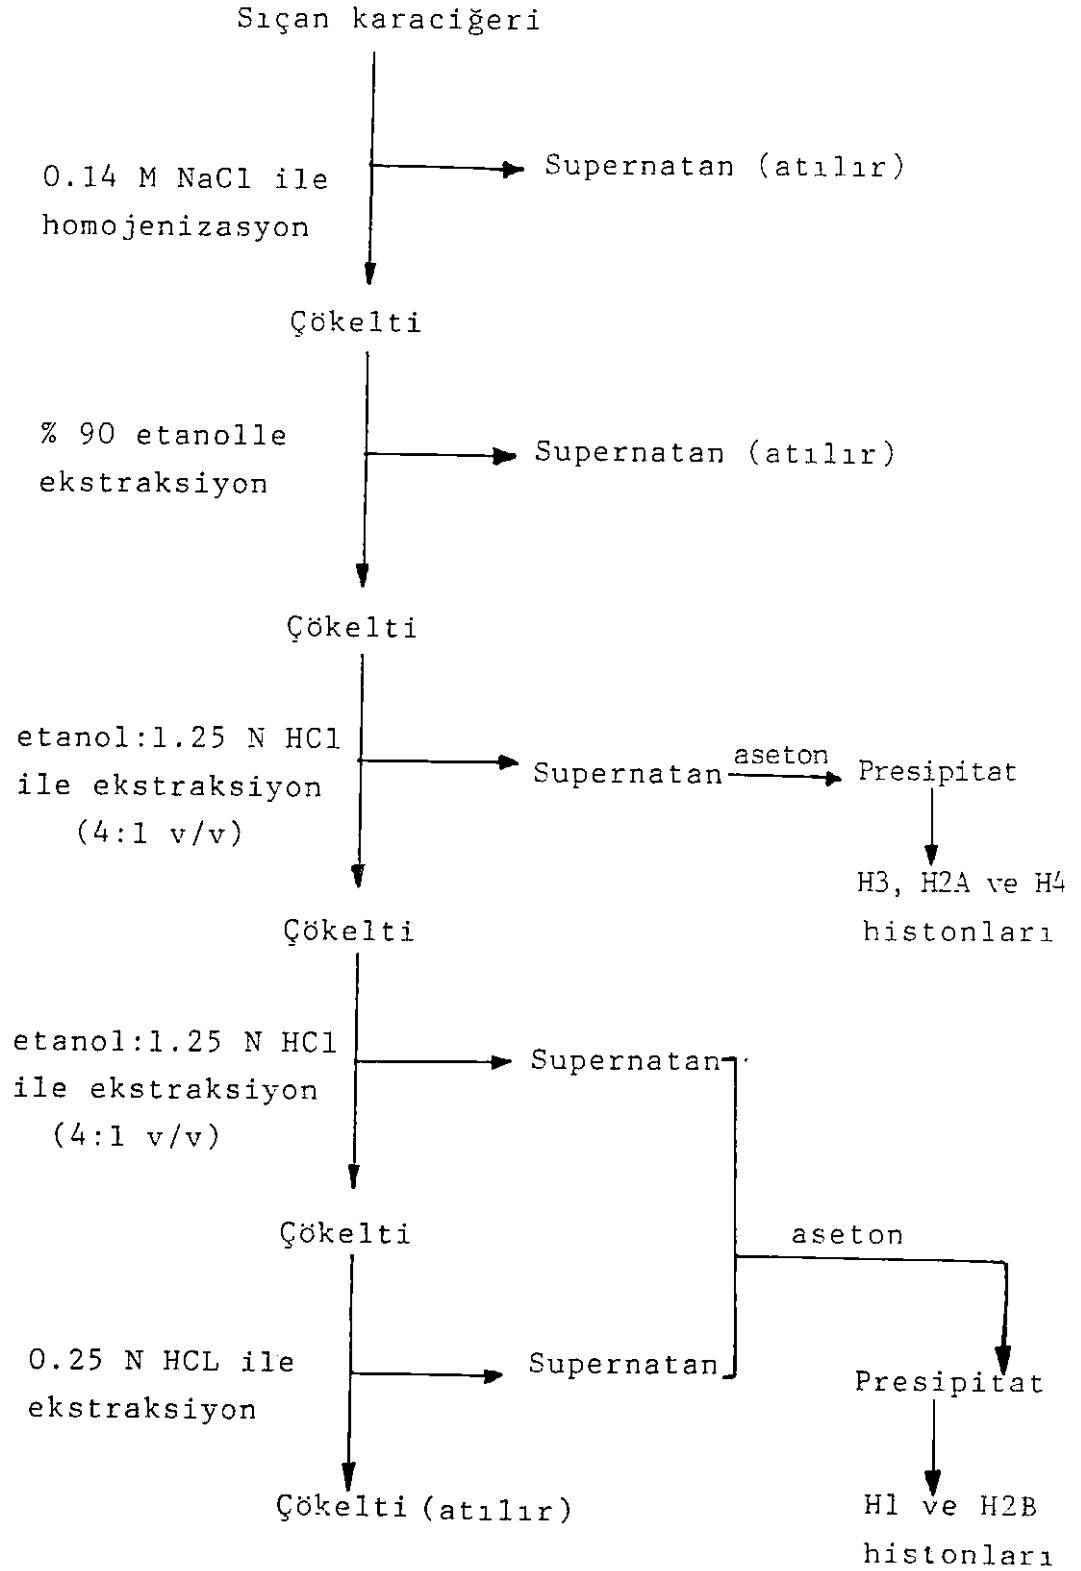 Sıçan karaciğeri
0.14 M NaCl ile
homojenizasyon
Supernatan (atılır)
Çökelti
% 90 etanolle
ekstraksiyon
Supernatan (atılır)
Çökelti
etanol:1.25 N HCl
ile ekstraksiyon
(4:1 v/v)
Supernatan
aseton
Presipitat
H3, H2A ve H4
histonları
Çökelti
etanol:1.25 N HCl
ile ekstraksiyon
(4:1 v/v)
Supernatan
Çökelti
aseton
0.25 N HCL ile
ekstraksiyon
Supernatan
Presipitat
Çökelti (atılır)
H1 ve H2B
histonları